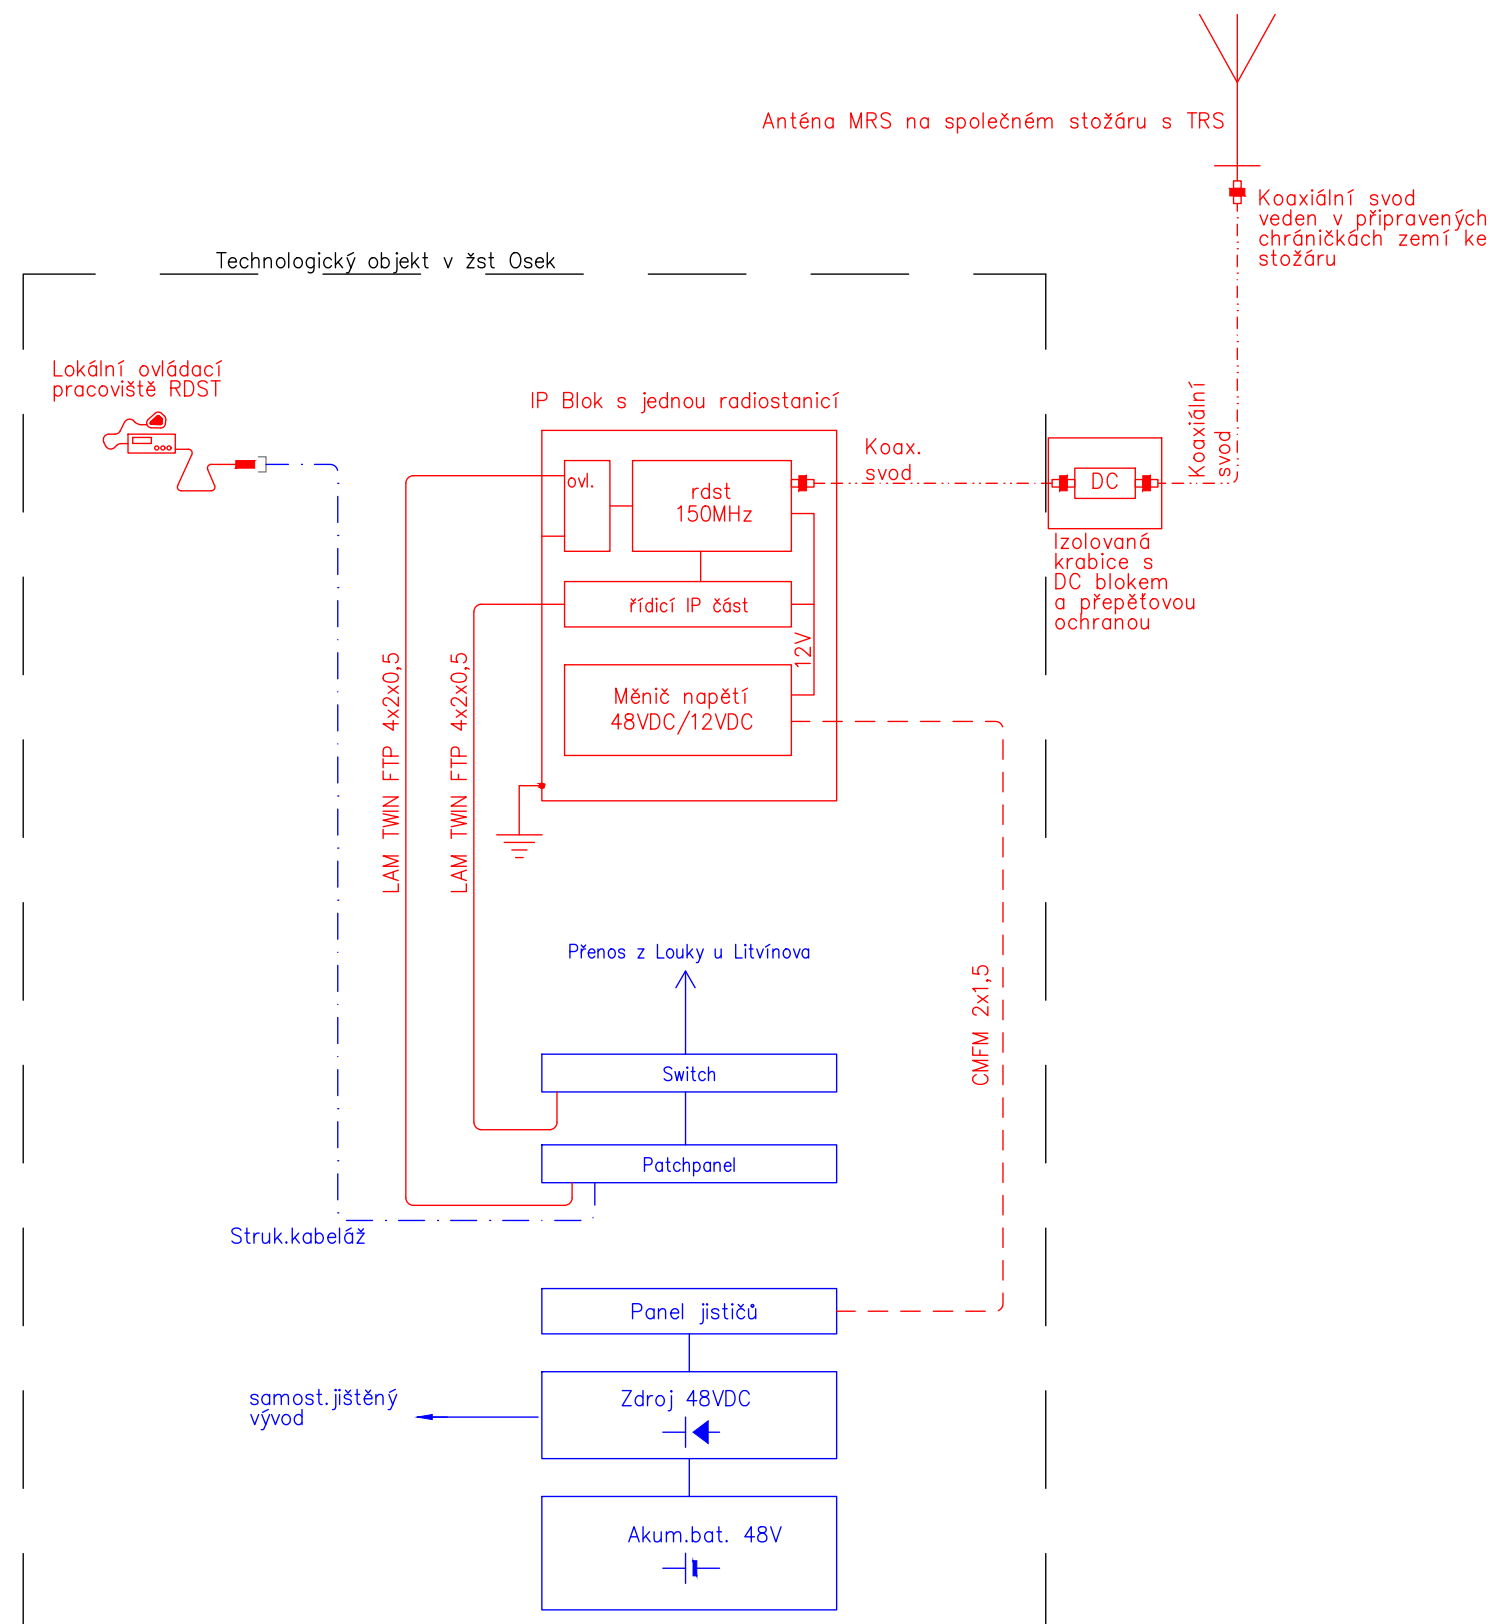 Anténa MRS na společném stožáru s TRS
Koaxiální svod
veden v připravených
chráničkách zemí ke
stožáru
Technologický objekt v žst Osek
Lokální ovládací
pracoviště RDST
IP Blok s jednou radiostanicí
Koaxiální
svod
Koax.
svod
ovl.
rdst
150MHz
DC
Izolovaná
krabice s
DC blokem
a přepěťovou
ochranou
řídicí IP část
12V
Měnič napětí
48VDC/12VDC
LAM TWIN FTP 4x2x0,5
LAM TWIN FTP 4x2x0,5
Přenos z Louky u Litvínova
CMFM 2x1,5
Switch
Patchpanel
Struk.kabeláž
Panel jističů
samost.jištěný
vývod
Zdroj 48VDC
Akum.bat. 48V